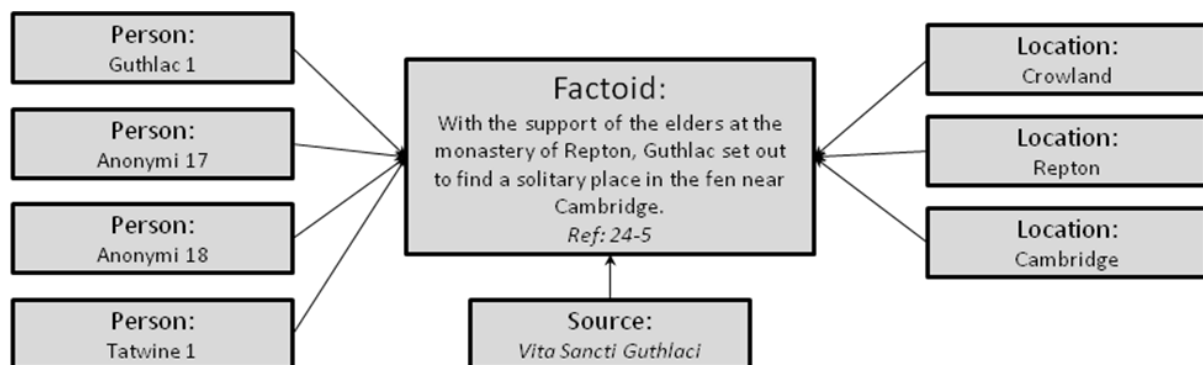 Person:
Guthlac 1
Person:
Anonymi 17
Person:
Anonymi 18
Person:
Tatwine 1
Factoid:
With the support of the elders at the
monastery of Repton, Guthlac set out
to find a solitary place in the fen near
Cambridge.
Ref: 24-5
Source:
Vita Sancti Guthlaci
Location:
Crowland
Location:
Repton
Location:
Cambridge